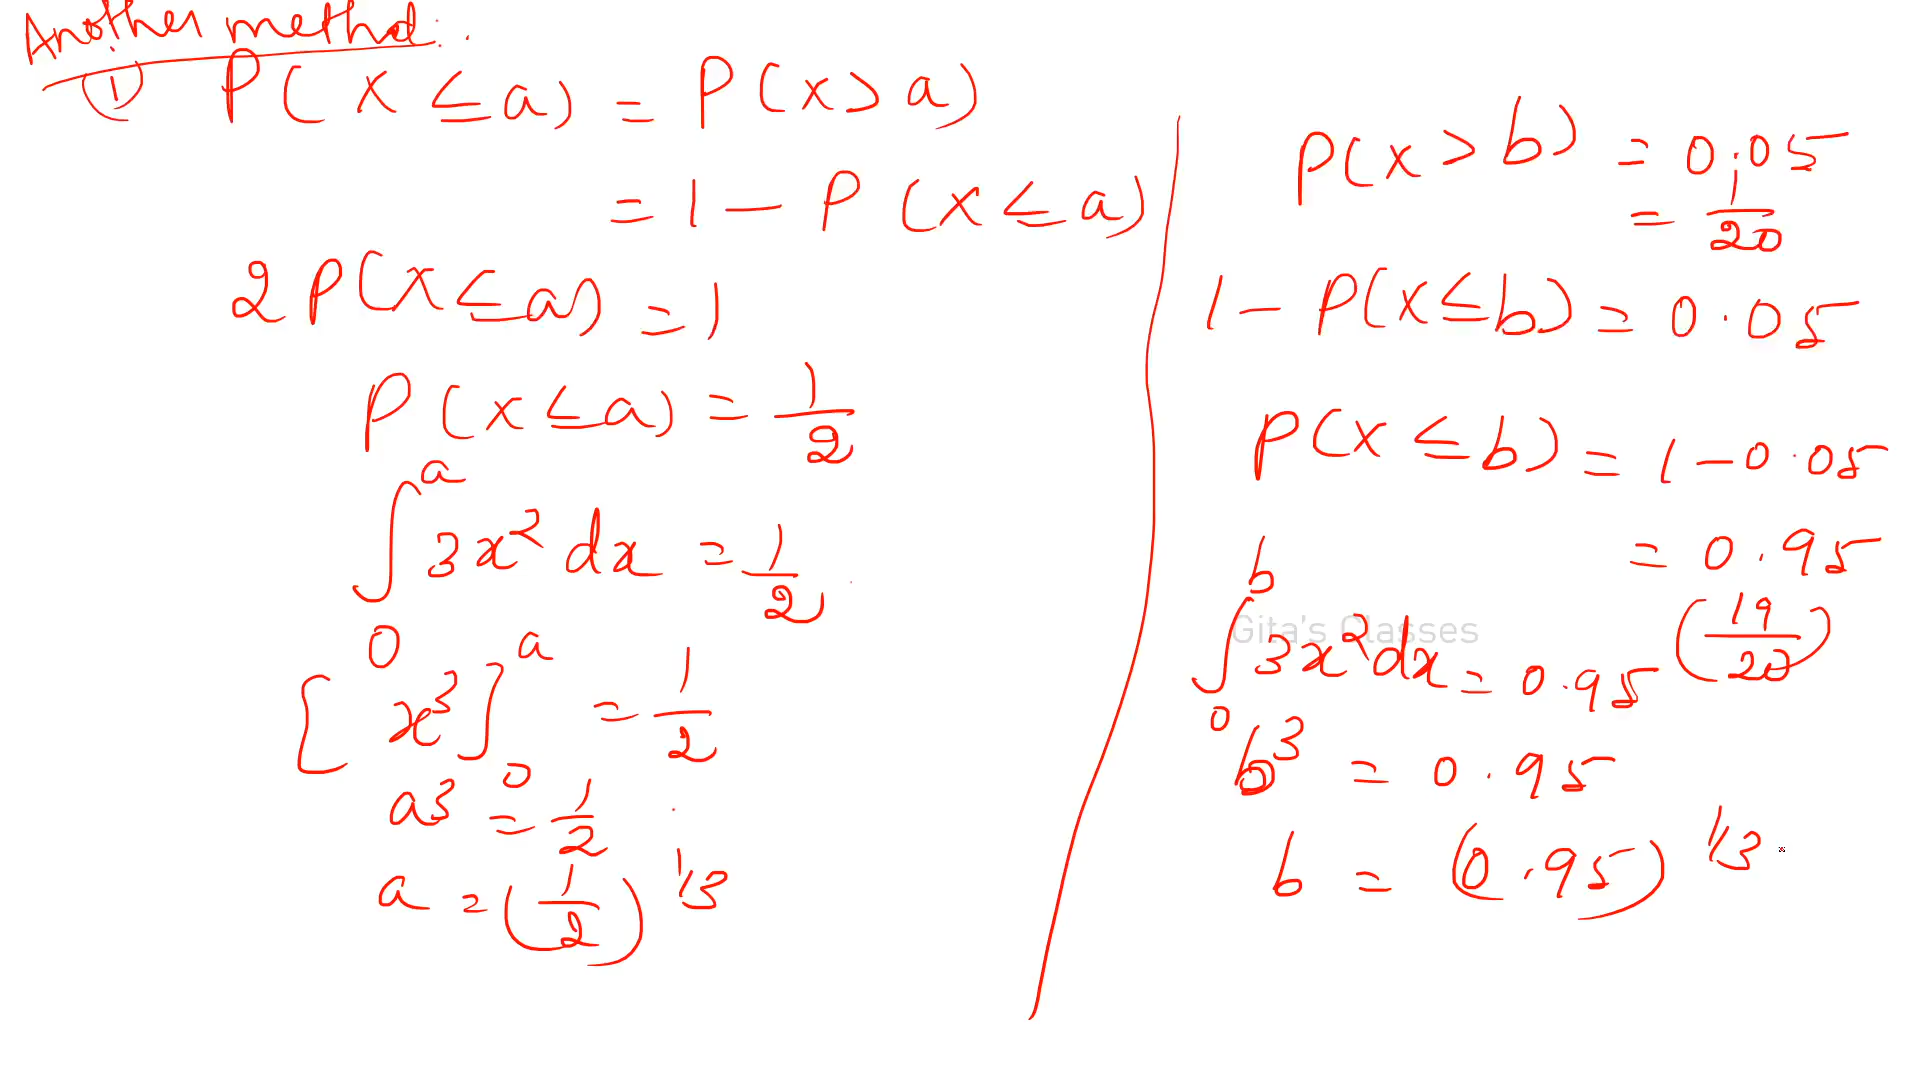 Another method.
① P(X ≤ a) = P(X > a)
= 1 - P(X ≤ a)
2P(X ≤ a) = 1
P(X ≤ a) = 1/2
∫₀ᵃ 3x² dx = 1/2
[x³]₀ᵃ = 1/2
a³ = 1/2
a = (1/2)^1/3
P(X > b) = 0.05
= 1/20
1 - P(X ≤ b) = 0.05
P(X ≤ b) = 1 - 0.05
= 0.95
(19/20)
∫₀ᵇ 3x² dx = 0.95
Gita's Classes
b³ = 0.95
b = (0.95)^1/3